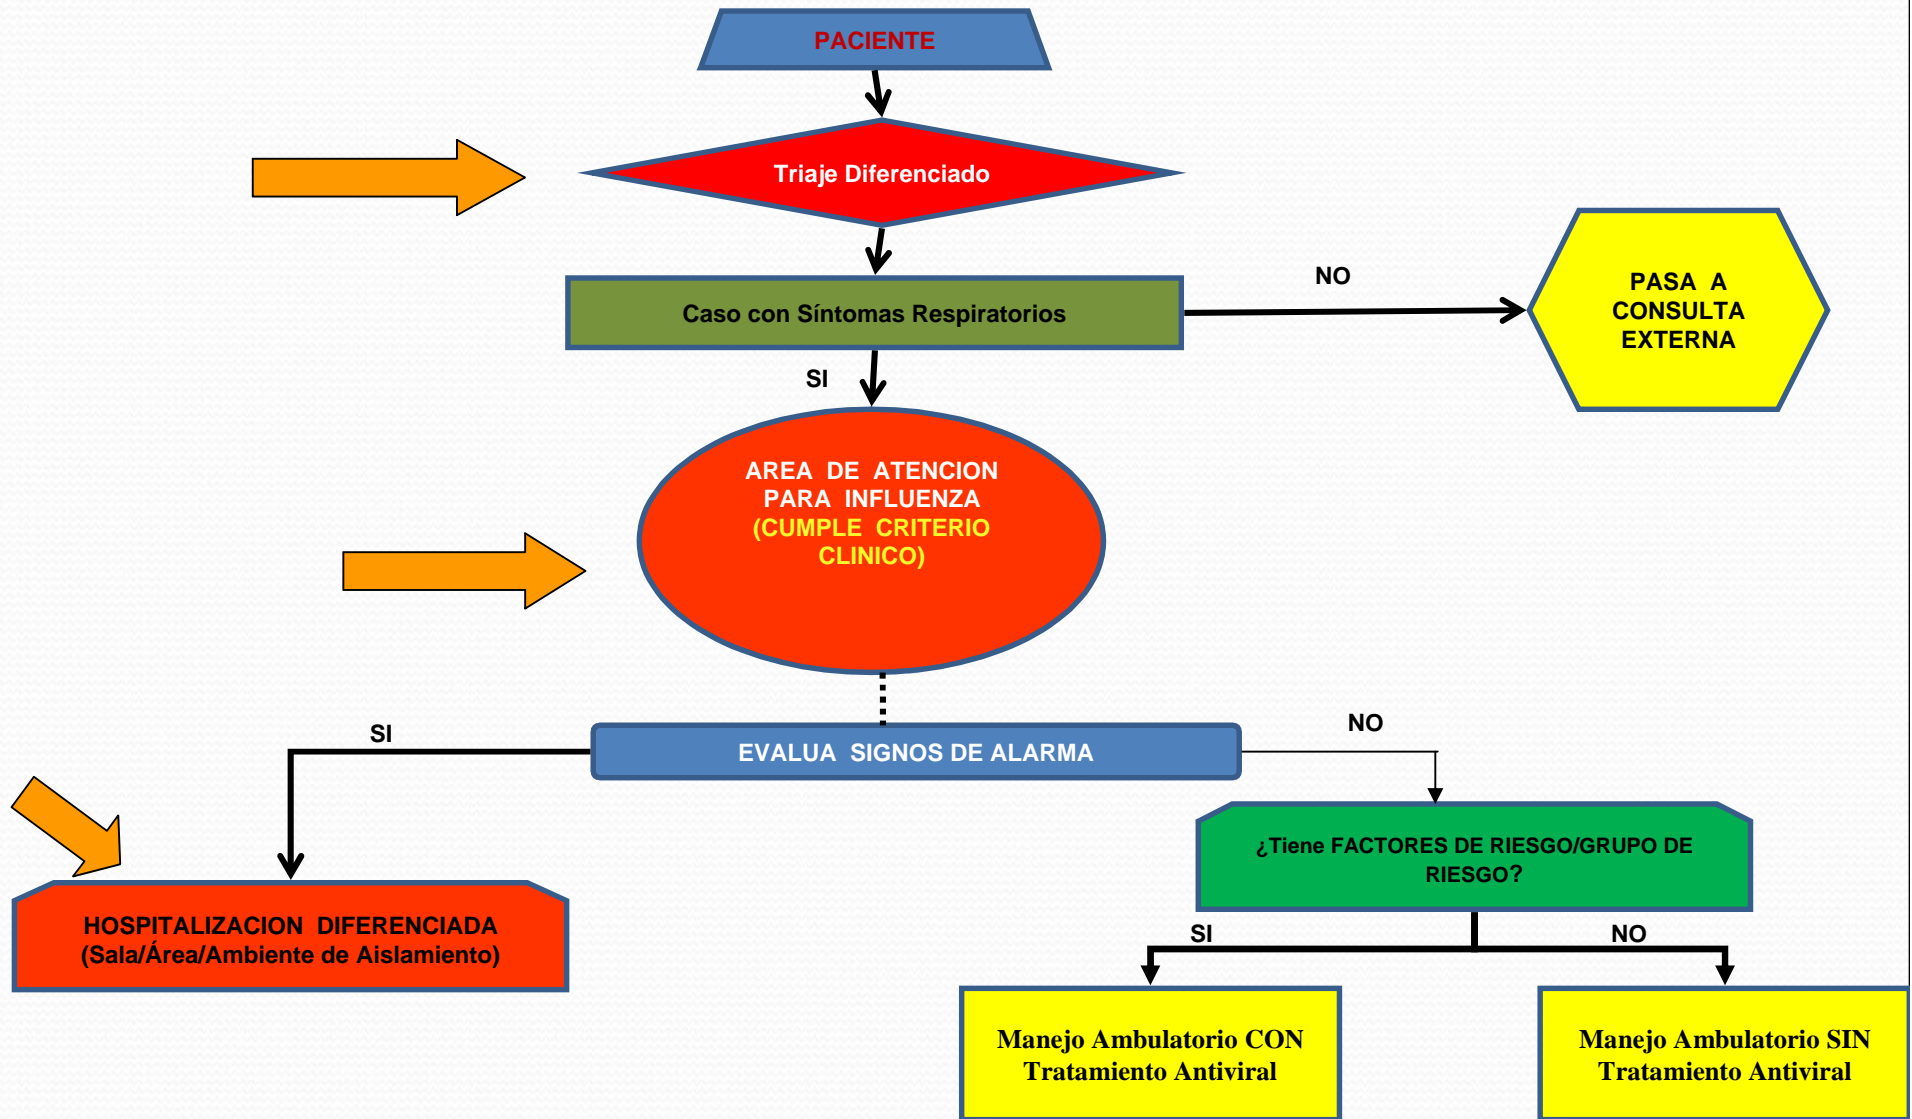 PACIENTE
Triaje Diferenciado
Caso con Síntomas Respiratorios
NO
PASA A
CONSULTA
EXTERNA
SI
AREA DE ATENCION
PARA INFLUENZA
(CUMPLE CRITERIO
CLINICO)
SI
EVALUA SIGNOS DE ALARMA
NO
¿Tiene FACTORES DE RIESGO/GRUPO DE
RIESGO?
HOSPITALIZACION DIFERENCIADA
(Sala/Área/Ambiente de Aislamiento)
SI
NO
Manejo Ambulatorio CON
Tratamiento Antiviral
Manejo Ambulatorio SIN
Tratamiento Antiviral